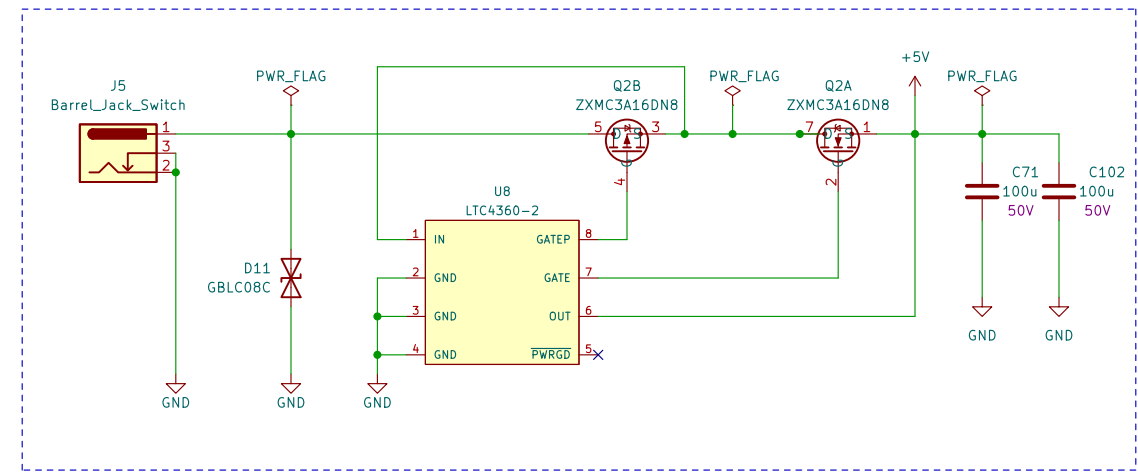 +5V
J5
Barrel_Jack_Switch
PWR_FLAG
Q2B
ZXMC3A16DN8
PWR_FLAG
Q2A
ZXMC3A16DN8
PWR_FLAG
1
3
2
5
3
4
7
1
2
U8
LTC4360-2
1
IN
GATEP
8
2
GND
GATE
7
3
GND
OUT
6
4
GND
PWRGD
5
D11
GBLC08C
C71
100u
50V
C102
100u
50V
GND
GND
GND
GND
GND